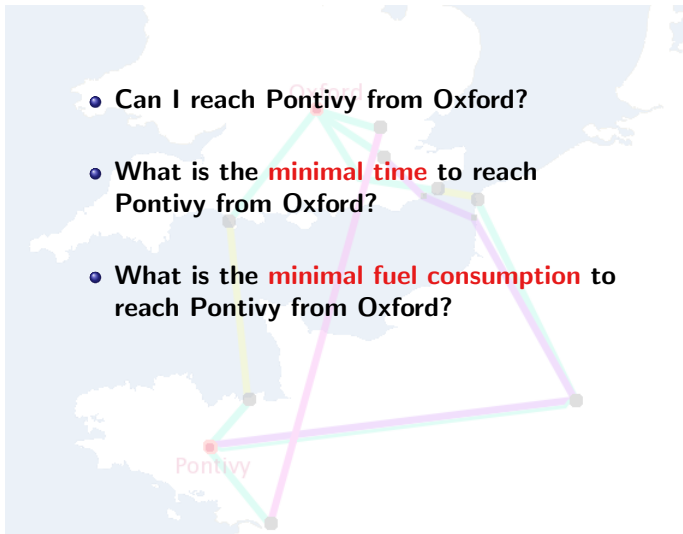 Oxford
Can I reach Pontivy from Oxford?
What is the minimal time to reach
Pontivy from Oxford?
What is the minimal fuel consumption to
reach Pontivy from Oxford?
Pontivy